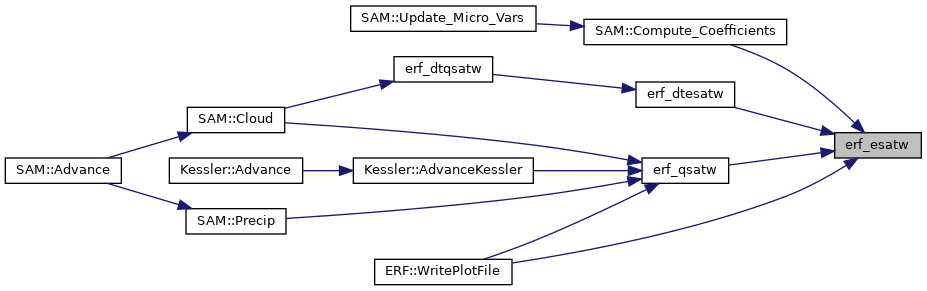 SAM::Update_Micro_Vars
SAM::Compute_Coefficients
erf_dtqsatw
erf_dtesatw
SAM::Cloud
erf_esatw
SAM::Advance
Kessler::Advance
Kessler::AdvanceKessler
erf_qsatw
SAM::Precip
ERF::WritePlotFile